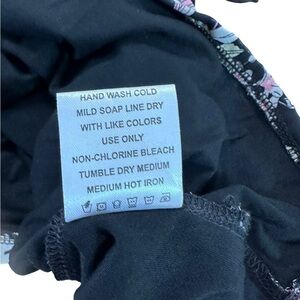 HAND WASH COLD
MILD SOAP LINE DRY
WITH LIKE COLORS
USE ONLY
NON-CHLORINE BLEACH
TUMBLE DRY MEDIUM
MEDIUM HOT IRON